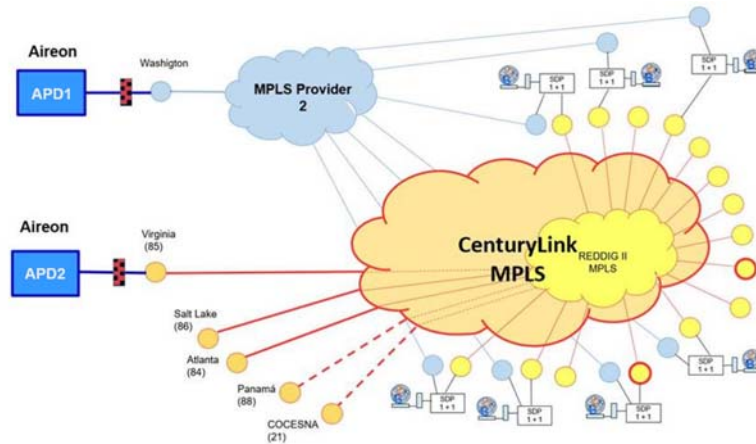 Aireon
APD1
Washigton
MPLS Provider
2
SDP
1 + 1
SDP
1 + 1
SDP
1 + 1
Aireon
APD2
Virginia
(85)
CenturyLink
MPLS
REDDIG II
MPLS
Salt Lake
(86)
Atlanta
(84)
Panamá
(88)
COCESNA
(21)
SDP
1 + 1
SDP
1 + 1
SDP
1 + 1
SDP
1 + 1